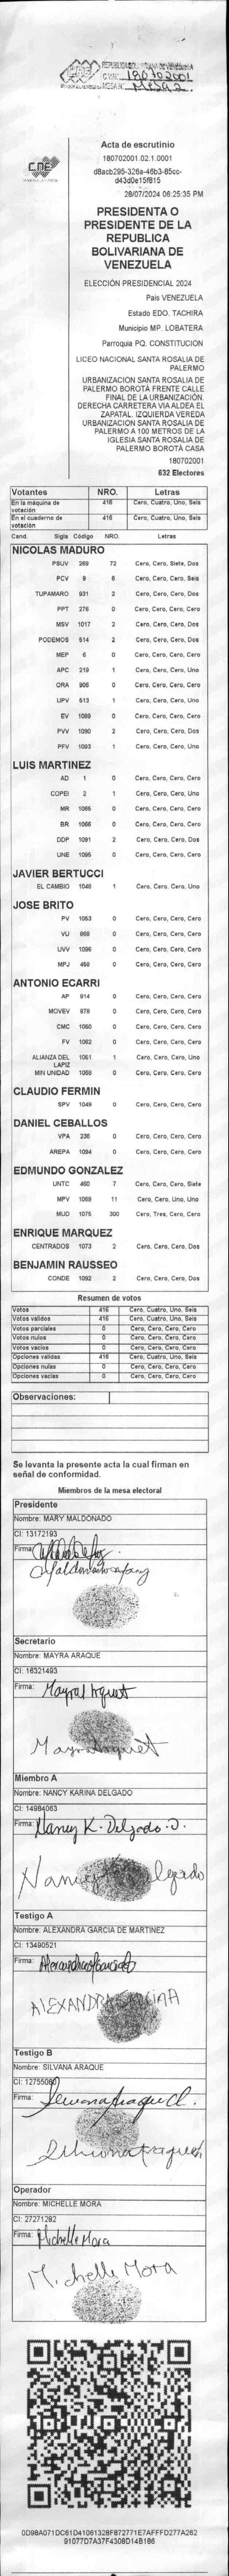 CNE
REPUBLICA BOLIVARIANA DE VENEZUELA
180702001
MESA 2
CNE
Acta de escrutinio
180702001.02.1.0001
d8acb295-326a-46b3-85cc-
d43d0e15f815
28/07/2024 06:25:35 PM
PRESIDENTA O
PRESIDENTE DE LA
REPUBLICA
BOLIVARIANA DE
VENEZUELA
ELECCIÓN PRESIDENCIAL 2024
País VENEZUELA
Estado EDO. TACHIRA
Municipio MP. LOBATERA
Parroquia PQ. CONSTITUCION
LICEO NACIONAL SANTA ROSALIA DE
PALERMO
URBANIZACIÓN SANTA ROSALIA DE
PALERMO BOROTÁ FRENTE CALLE
FINAL DE LA URBANIZACIÓN.
DERECHA CARRETERA VIA ALDEA EL
ZAPATAL. IZQUIERDA VEREDA
URBANIZACION SANTA ROSALIA DE
PALERMO A 100 METROS DE LA
IGLESIA SANTA ROSALIA DE
PALERMO BOROTÁ CASA
180702001
632 Electores
Votantes NRO. Letras
En la máquina de votación 416 Cero, Cuatro, Uno, Seis
En el cuaderno de votación 416 Cero, Cuatro, Uno, Seis
Cand. Sigla Código NRO. Letras
NICOLAS MADURO
PSUV 269 72 Cero, Cero, Siete, Dos
PCV 9 6 Cero, Cero, Cero, Seis
TUPAMARO 931 2 Cero, Cero, Cero, Dos
PPT 276 0 Cero, Cero, Cero, Cero
MSV 1017 2 Cero, Cero, Cero, Dos
PODEMOS 514 2 Cero, Cero, Cero, Dos
MEP 6 0 Cero, Cero, Cero, Cero
APC 219 1 Cero, Cero, Cero, Uno
ORA 905 0 Cero, Cero, Cero, Cero
UPV 613 1 Cero, Cero, Cero, Uno
EV 1089 0 Cero, Cero, Cero, Cero
PVV 1090 2 Cero, Cero, Cero, Dos
PFV 1093 1 Cero, Cero, Cero, Uno
LUIS MARTINEZ
AD 1 0 Cero, Cero, Cero, Cero
COPEI 2 1 Cero, Cero, Cero, Uno
MR 1065 0 Cero, Cero, Cero, Cero
BR 1066 0 Cero, Cero, Cero, Cero
DDP 1091 2 Cero, Cero, Cero, Dos
UNE 1095 0 Cero, Cero, Cero, Cero
JAVIER BERTUCCI
EL CAMBIO 1046 1 Cero, Cero, Cero, Uno
JOSE BRITO
PV 1053 0 Cero, Cero, Cero, Cero
VU 868 0 Cero, Cero, Cero, Cero
UVV 1096 0 Cero, Cero, Cero, Cero
MPJ 458 0 Cero, Cero, Cero, Cero
ANTONIO ECARRI
AP 914 0 Cero, Cero, Cero, Cero
MOVEV 878 0 Cero, Cero, Cero, Cero
CMC 1050 0 Cero, Cero, Cero, Cero
FV 1062 0 Cero, Cero, Cero, Cero
ALIANZA DEL LAPIZ 1051 1 Cero, Cero, Cero, Uno
MIN UNIDAD 1058 0 Cero, Cero, Cero, Cero
CLAUDIO FERMIN
SPV 1049 0 Cero, Cero, Cero, Cero
DANIEL CEBALLOS
VPA 236 0 Cero, Cero, Cero, Cero
AREPA 1094 0 Cero, Cero, Cero, Cero
EDMUNDO GONZALEZ
UNTC 460 7 Cero, Cero, Cero, Siete
MPV 1069 11 Cero, Cero, Uno, Uno
MUD 1075 300 Cero, Tres, Cero, Cero
ENRIQUE MARQUEZ
CENTRADOS 1073 2 Cero, Cero, Cero, Dos
BENJAMIN RAUSSEO
CONDE 1092 2 Cero, Cero, Cero, Dos
Resumen de votos
Votos 416 Cero, Cuatro, Uno, Seis
Votos validos 416 Cero, Cuatro, Uno, Seis
Votos parciales 0 Cero, Cero, Cero, Cero
Votos nulos 0 Cero, Cero, Cero, Cero
Votos vacios 0 Cero, Cero, Cero, Cero
Opciones validas 416 Cero, Cuatro, Uno, Seis
Opciones nulas 0 Cero, Cero, Cero, Cero
Opciones vacias 0 Cero, Cero, Cero, Cero
Observaciones:
Se levanta la presente acta la cual firman en
señal de conformidad.
Miembros de la mesa electoral
Presidente
Nombre: MARY MALDONADO
CI: 13172193
Firma:
Secretario
Nombre: MAYRA ARAQUE
CI: 16321493
Firma:
Miembro A
Nombre: NANCY KARINA DELGADO
CI: 14984063
Firma: Nancy K. Delgado. D.
Nancy Delgado
Testigo A
Nombre: ALEXANDRA GARCIA DE MARTINEZ
CI: 13490521
Firma:
ALEXANDRA GARCIA
Testigo B
Nombre: SILVANA ARAQUE
CI: 12755060
Firma:
Operador
Nombre: MICHELLE MORA
CI: 27271282
Firma: Michelle Mora
Michelle Mora
0D98A071DC61D41061328F872771E7AFFFD277A262
91077D7A37F4308D14B186